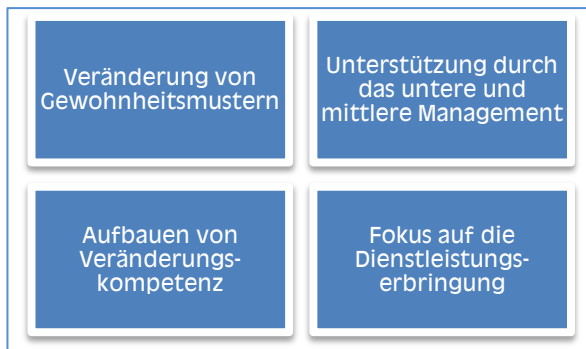 Veränderung von
Gewohnheitsmustern
Unterstützung durch
das untere und
mittlere Management
Aufbauen von
Veränderungs-
kompetenz
Fokus auf die
Dienstleistungs-
erbringung